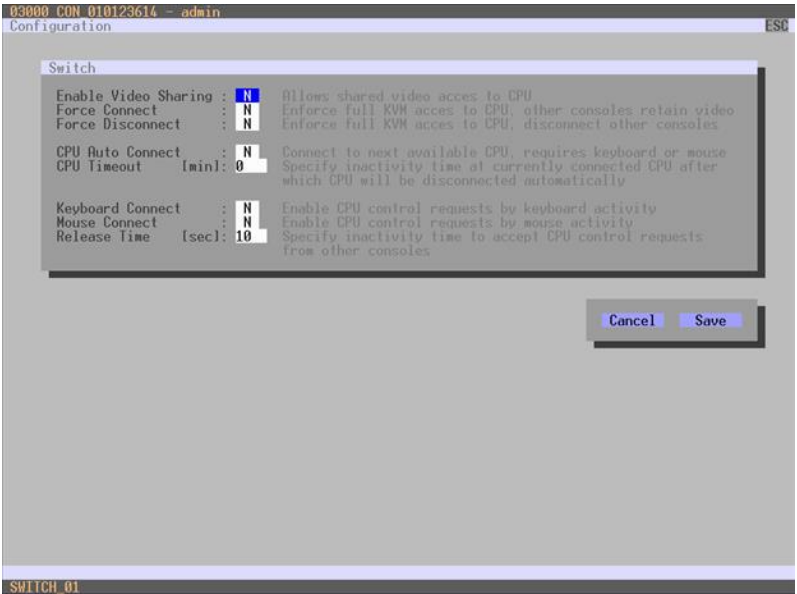 03000 CON_010123614 - admin
Configuration ESC
Switch
Enable Video Sharing : N Allows shared video acces to CPU
Force Connect : N Enforce full KVM acces to CPU, other consoles retain video
Force Disconnect : N Enforce full KVM acces to CPU, disconnect other consoles
CPU Auto Connect : N Connect to next available CPU, requires keyboard or mouse
CPU Timeout [min]: 0 Specify inactivity time at currently connected CPU after
which CPU will be disconnected automatically
Keyboard Connect : N Enable CPU control requests by keyboard activity
Mouse Connect : N Enable CPU control requests by mouse activity
Release Time [sec]: 10 Specify inactivity time to accept CPU control requests
from other consoles
Cancel Save
SWITCH_01